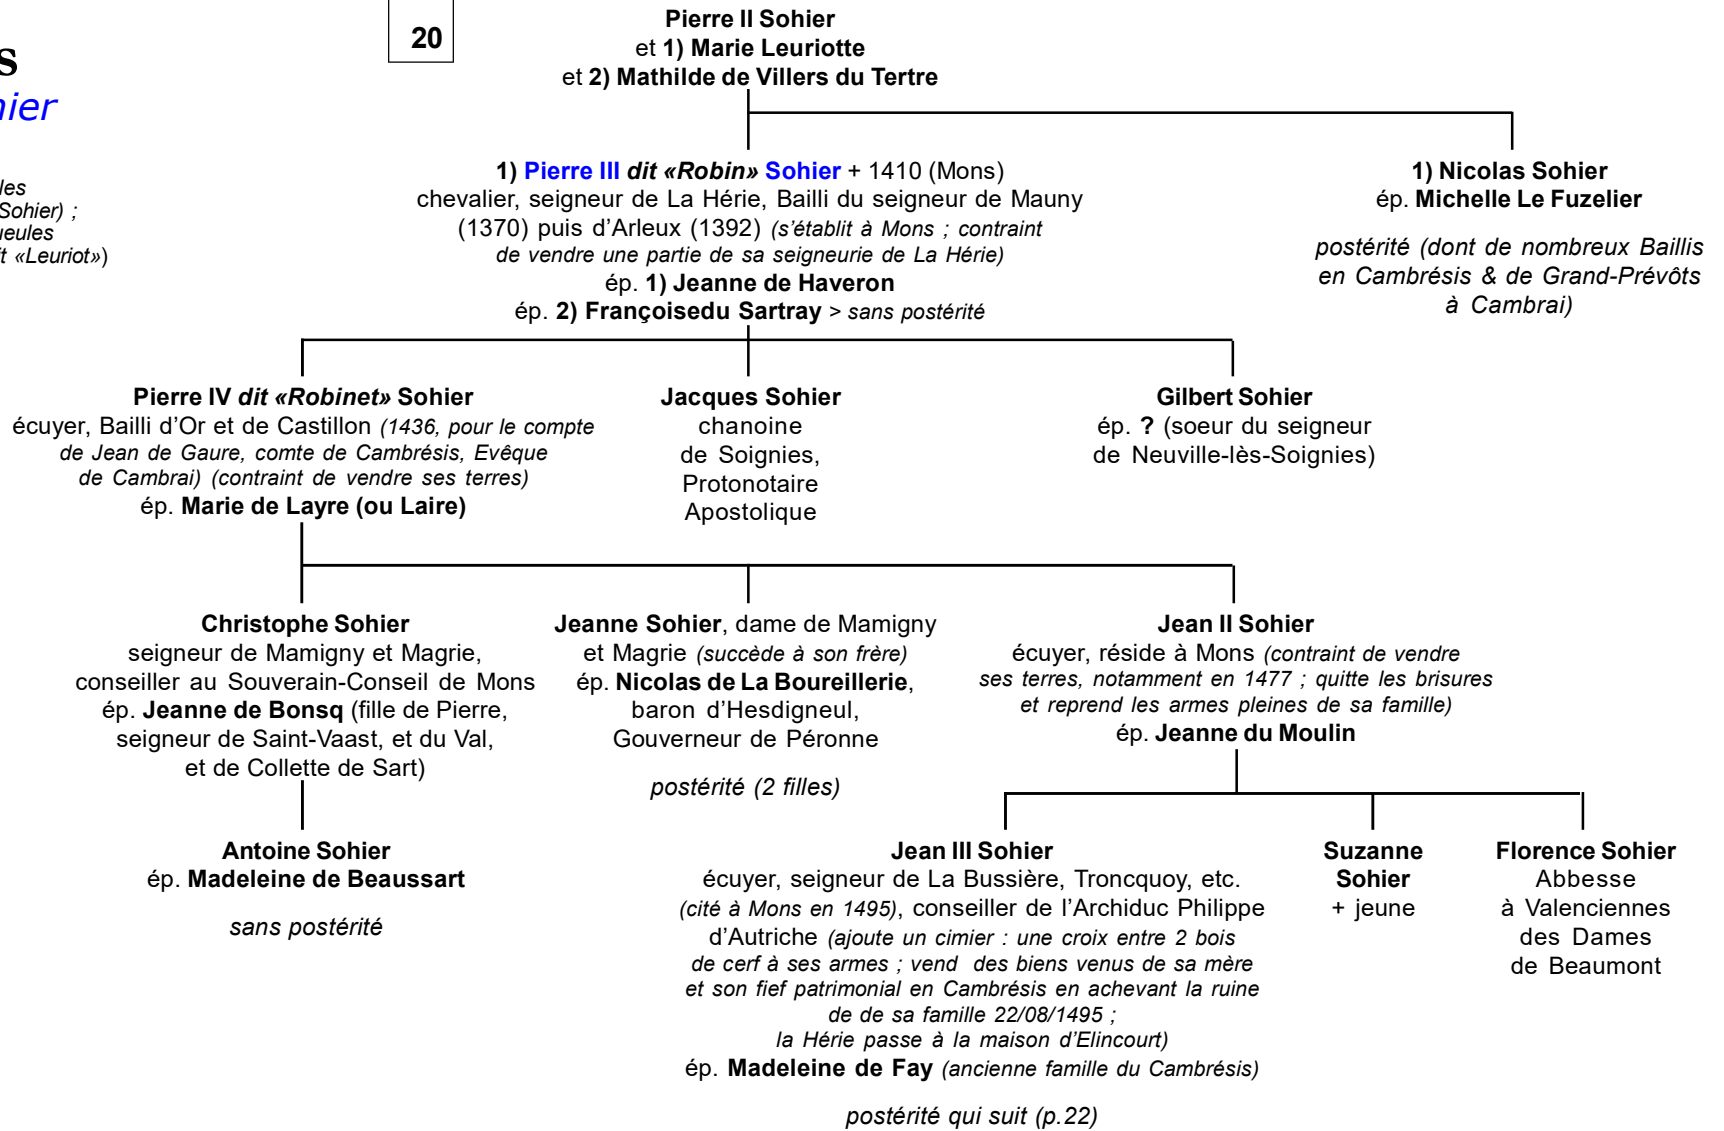 s
nier
les
Sohier) ;
ueules
t «Leuriot»)
20
Pierre II Sohier
et 1) Marie Leuriotte
et 2) Mathilde de Villers du Tertre
1) Pierre III dit «Robin» Sohier + 1410 (Mons)
chevalier, seigneur de La Hérie, Bailli du seigneur de Mauny
(1370) puis d’Arleux (1392) (s’établit à Mons ; contraint
de vendre une partie de sa seigneurie de La Hérie)
ép. 1) Jeanne de Haveron
ép. 2) Françoisedu Sartray > sans postérité
1) Nicolas Sohier
ép. Michelle Le Fuzelier
postérité (dont de nombreux Baillis
en Cambrésis & de Grand-Prévôts
à Cambrai)
Pierre IV dit «Robinet» Sohier
écuyer, Bailli d’Or et de Castillon (1436, pour le compte
de Jean de Gaure, comte de Cambrésis, Evêque
de Cambrai) (contraint de vendre ses terres)
ép. Marie de Layre (ou Laire)
Jacques Sohier
chanoine
de Soignies,
Protonotaire
Apostolique
Gilbert Sohier
ép. ? (soeur du seigneur
de Neuville-lès-Soignies)
Christophe Sohier
seigneur de Mamigny et Magrie,
conseiller au Souverain-Conseil de Mons
ép. Jeanne de Bonsq (fille de Pierre,
seigneur de Saint-Vaast, et du Val,
et de Collette de Sart)
Jeanne Sohier, dame de Mamigny
et Magrie (succède à son frère)
ép. Nicolas de La Boureillerie,
baron d’Hesdigneul,
Gouverneur de Péronne
postérité (2 filles)
Jean II Sohier
écuyer, réside à Mons (contraint de vendre
ses terres, notamment en 1477 ; quitte les brisures
et reprend les armes pleines de sa famille)
ép. Jeanne du Moulin
Antoine Sohier
ép. Madeleine de Beaussart
sans postérité
Jean III Sohier
écuyer, seigneur de La Bussière, Troncquoy, etc.
(cité à Mons en 1495), conseiller de l’Archiduc Philippe
d’Autriche (ajoute un cimier : une croix entre 2 bois
de cerf à ses armes ; vend des biens venus de sa mère
et son fief patrimonial en Cambrésis en achevant la ruine
de de sa famille 22/08/1495 ;
la Hérie passe à la maison d’Elincourt)
ép. Madeleine de Fay (ancienne famille du Cambrésis)
postérité qui suit (p.22)
Suzanne
Sohier
+ jeune
Florence Sohier
Abbesse
à Valenciennes
des Dames
de Beaumont